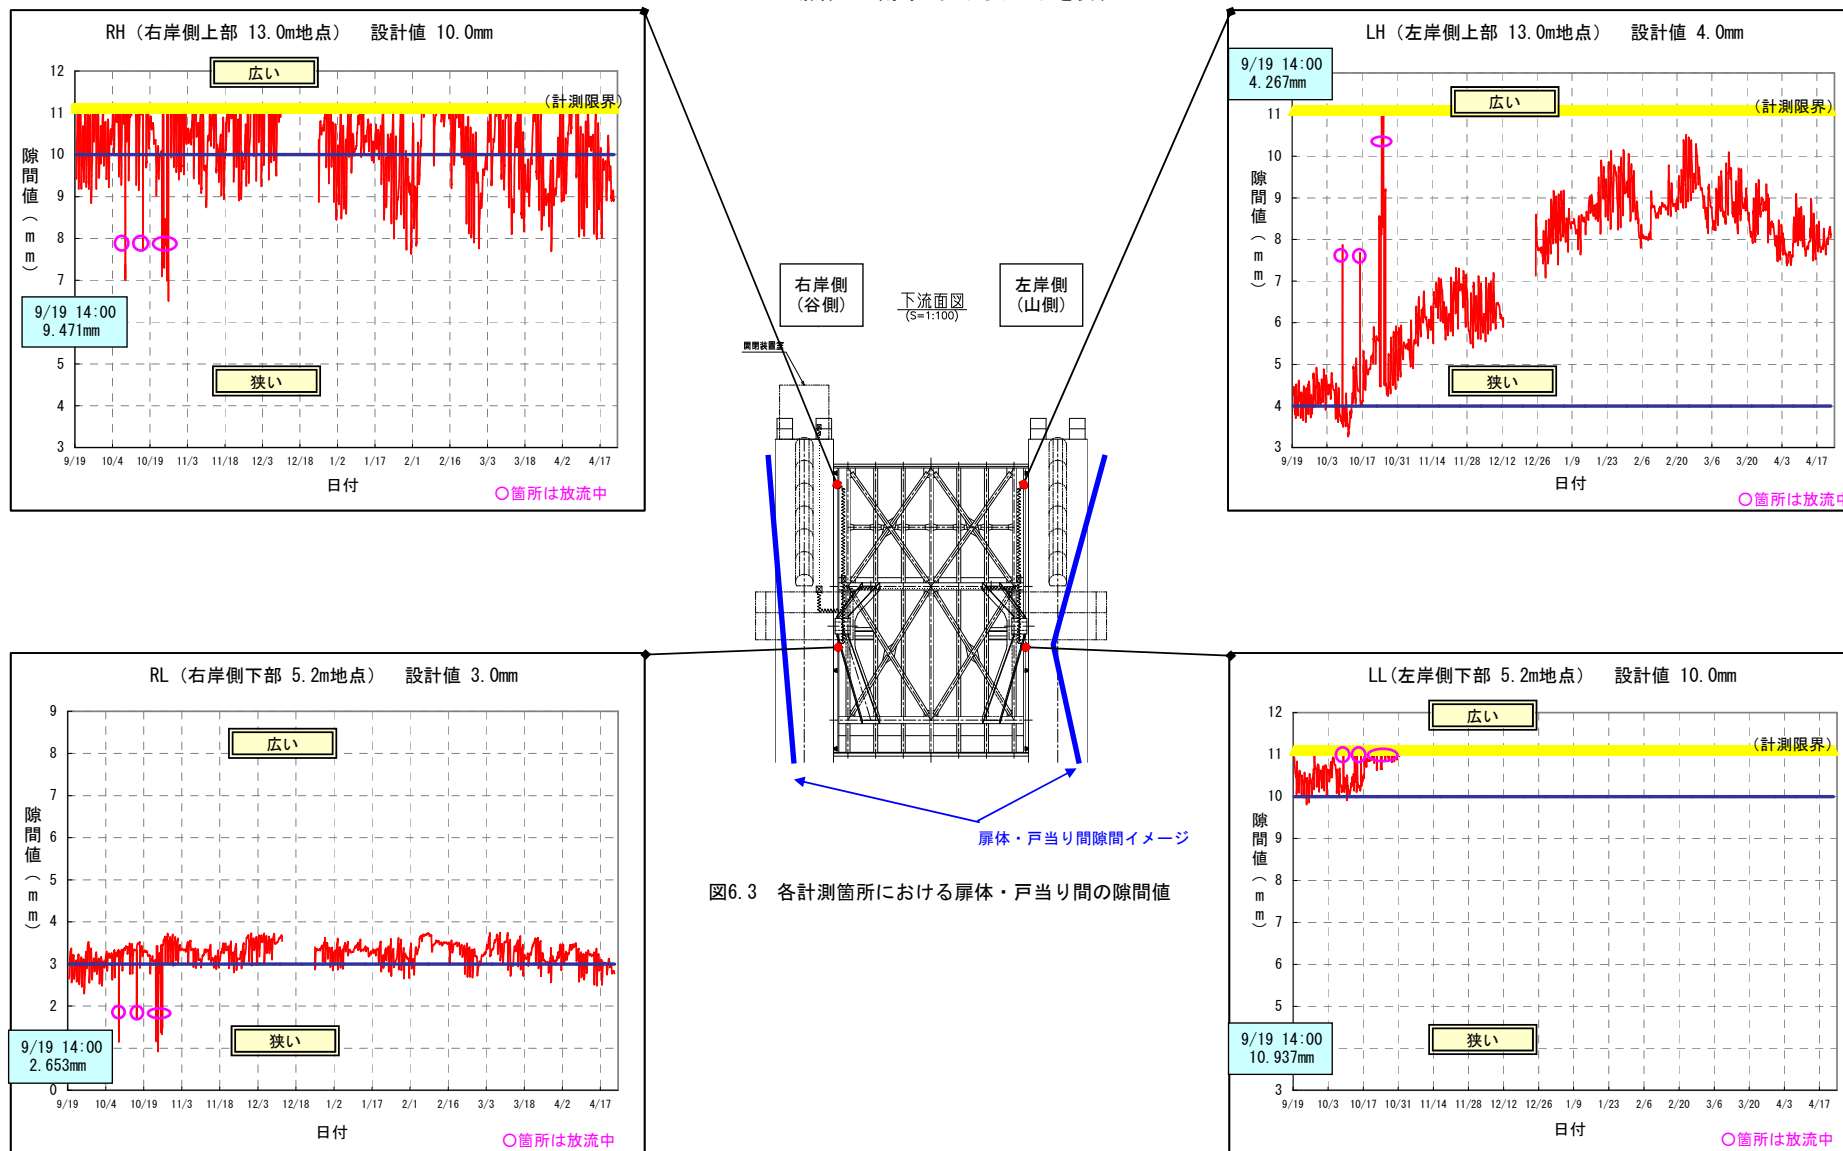 RH (右岸側上部 13.0m地点)　設計値 10.0mm
広い
(計測限界)
12
11
10
9
8
7
5
4
3
隙間値(mm)
9/19 14:00
9.471mm
狭い
9/19 10/4 10/19 11/3 11/18 12/3 12/18 1/2 1/17 2/1 2/16 3/3 3/18 4/2 4/17
日付
○箇所は放流中
LH (左岸側上部 13.0m地点)　設計値 4.0mm
9/19 14:00
4.267mm
広い
(計測限界)
11
10
9
8
7
6
5
4
3
隙間値(mm)
狭い
9/19 10/3 10/17 10/31 11/14 11/28 12/12 12/26 1/9 1/23 2/6 2/20 3/6 3/20 4/3 4/17
日付
○箇所は放流中
右岸側
(谷側)
下流面図
(S=1:100)
左岸側
(山側)
開閉装置室
扉体・戸当り間隙間イメージ
図6.3　各計測箇所における扉体・戸当り間の隙間値
RL (右岸側下部 5.2m地点)　設計値 3.0mm
広い
9
8
7
6
5
4
3
2
0
隙間値(mm)
9/19 14:00
2.653mm
狭い
9/19 10/4 10/19 11/3 11/18 12/3 12/18 1/2 1/17 2/1 2/16 3/3 3/18 4/2 4/17
日付
○箇所は放流中
LL(左岸側下部 5.2m地点)　設計値 10.0mm
広い
(計測限界)
12
11
10
9
8
7
6
5
3
隙間値(mm)
9/19 14:00
10.937mm
狭い
9/19 10/3 10/17 10/31 11/14 11/28 12/12 12/26 1/9 1/23 2/6 2/20 3/6 3/20 4/3 4/17
日付
○箇所は放流中